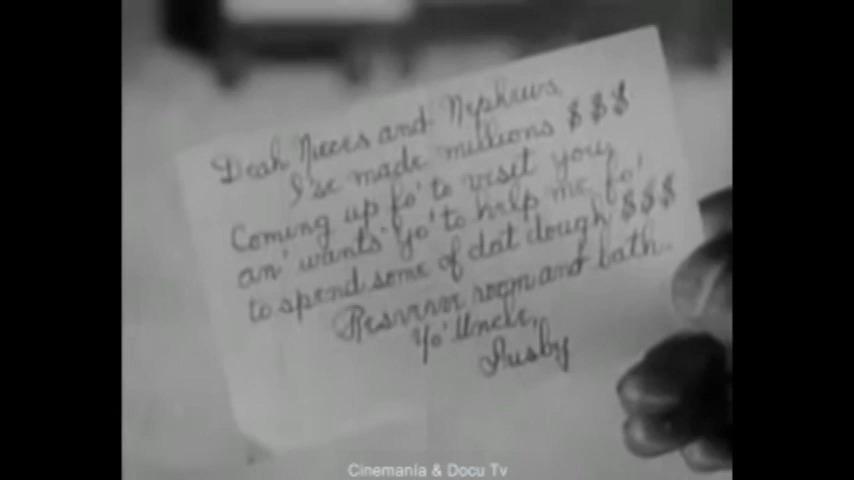 Deah Nieces and Nephews
I'se made millions $$$
Coming up fo' to visit you,
an' wants yo' to help me fo'
to spend some of dat dough $$$
Reserve room and bath.
Yo' Uncle,
Rusby
Cinemania & Docu Tv